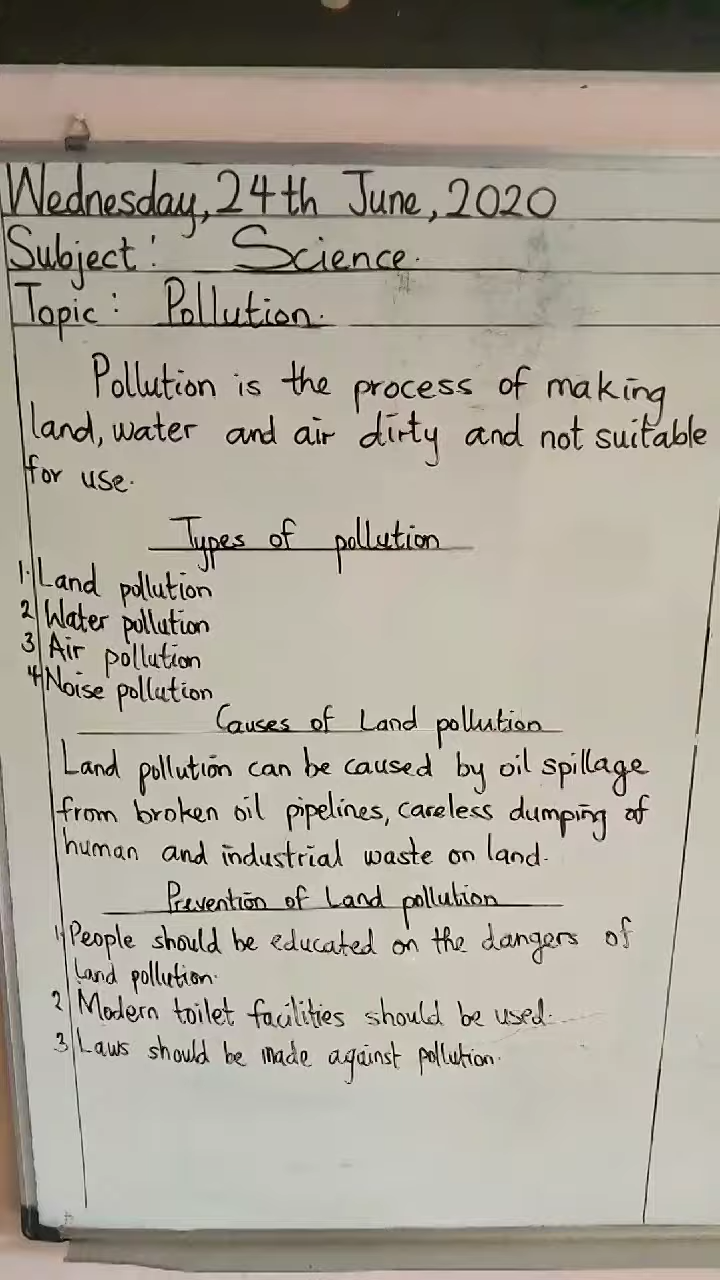 Wednesday, 24th June, 2020
Subject: Science.
Topic: Pollution.
Pollution is the process of making
land, water and air dirty and not suitable
for use.
Types of pollution
1. Land pollution
2 Water pollution
3 Air pollution
4 Noise pollution
Causes of Land pollution
Land pollution can be caused by oil spillage
from broken oil pipelines, careless dumping of
human and industrial waste on land.
Prevention of Land pollution
1 People should be educated on the dangers of
Land pollution.
2 Modern toilet facilities should be used.
3 Laws should be made against pollution.